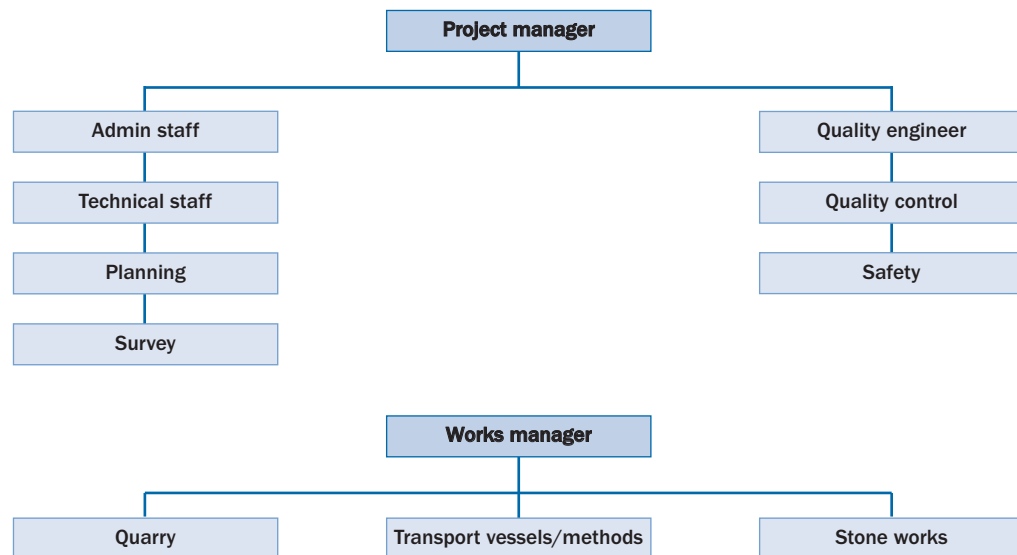 Project manager
Admin staff
Quality engineer
Technical staff
Quality control
Planning
Safety
Survey
Works manager
Quarry
Transport vessels/methods
Stone works